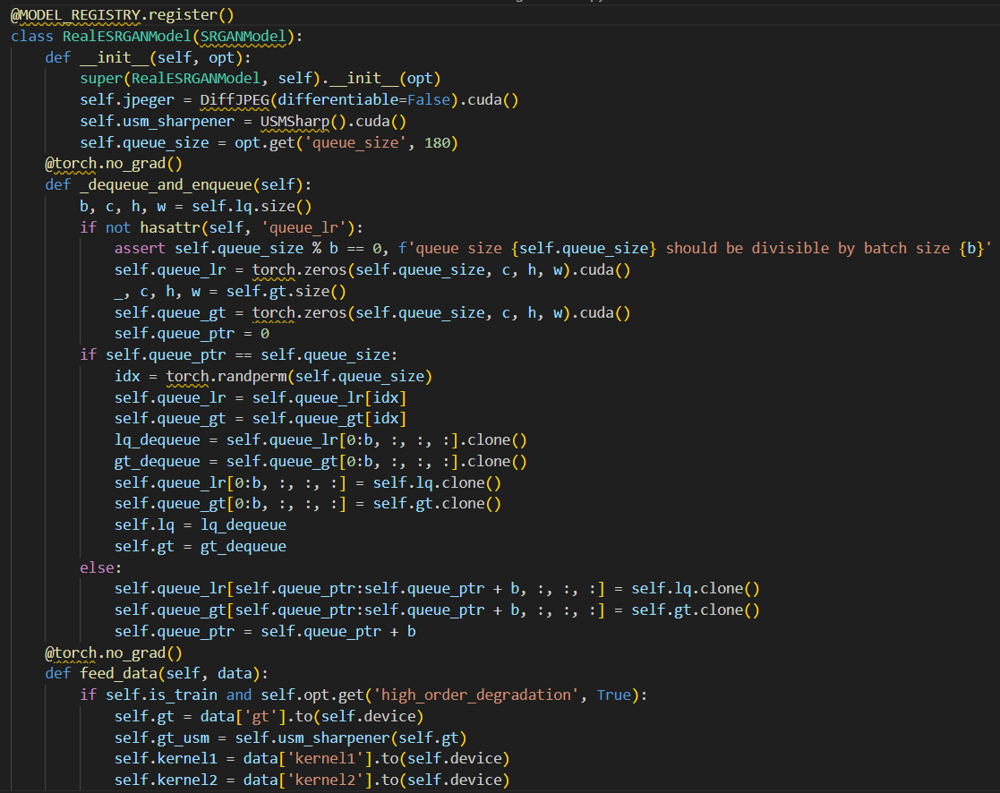 @MODEL_REGISTRY.register()
class RealESRGANModel(SRGANModel):
    def __init__(self, opt):
        super(RealESRGANModel, self).__init__(opt)
        self.jpeger = DiffJPEG(differentiable=False).cuda()
        self.usm_sharpener = USMSharp().cuda()
        self.queue_size = opt.get('queue_size', 180)
    @torch.no_grad()
    def _dequeue_and_enqueue(self):
        b, c, h, w = self.lq.size()
        if not hasattr(self, 'queue_lr'):
            assert self.queue_size % b == 0, f'queue size {self.queue_size} should be divisible by batch size {b}'
            self.queue_lr = torch.zeros(self.queue_size, c, h, w).cuda()
            _, c, h, w = self.gt.size()
            self.queue_gt = torch.zeros(self.queue_size, c, h, w).cuda()
            self.queue_ptr = 0
        if self.queue_ptr == self.queue_size:
            idx = torch.randperm(self.queue_size)
            self.queue_lr = self.queue_lr[idx]
            self.queue_gt = self.queue_gt[idx]
            lq_dequeue = self.queue_lr[0:b, :, :, :].clone()
            gt_dequeue = self.queue_gt[0:b, :, :, :].clone()
            self.queue_lr[0:b, :, :, :] = self.lq.clone()
            self.queue_gt[0:b, :, :, :] = self.gt.clone()
            self.lq = lq_dequeue
            self.gt = gt_dequeue
        else:
            self.queue_lr[self.queue_ptr:self.queue_ptr + b, :, :, :] = self.lq.clone()
            self.queue_gt[self.queue_ptr:self.queue_ptr + b, :, :, :] = self.gt.clone()
            self.queue_ptr = self.queue_ptr + b
    @torch.no_grad()
    def feed_data(self, data):
        if self.is_train and self.opt.get('high_order_degradation', True):
            self.gt = data['gt'].to(self.device)
            self.gt_usm = self.usm_sharpener(self.gt)
            self.kernel1 = data['kernel1'].to(self.device)
            self.kernel2 = data['kernel2'].to(self.device)